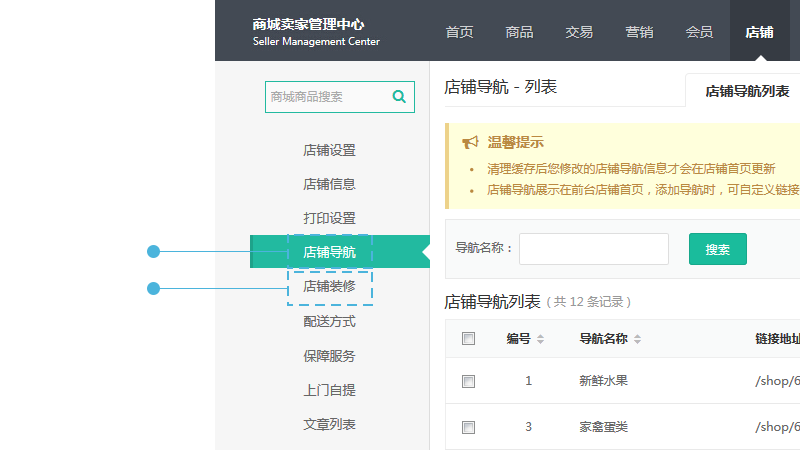 商城卖家管理中心
Seller Management Center
首页 商品 交易 营销 会员 店铺
商城商品搜索
店铺设置
店铺信息
打印设置
店铺导航
店铺装修
配送方式
保障服务
上门自提
文章列表
店铺导航 - 列表
店铺导航列表
温馨提示
• 清理缓存后您修改的店铺导航信息才会在店铺首页更新
• 店铺导航展示在前台店铺首页，添加导航时，可自定义链接
导航名称：
搜索
店铺导航列表 ( 共 12 条记录 )
编号 导航名称 链接地址
1 新鲜水果 /shop/6
3 家禽蛋类 /shop/6